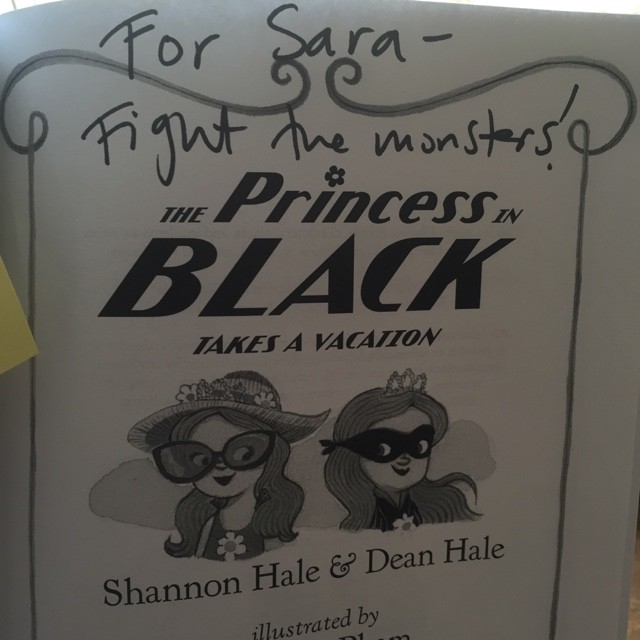 For Sara-
Fight the monsters!
THE Princess IN
BLACK
TAKES A VACATION
Shannon Hale & Dean Hale
illustrated by